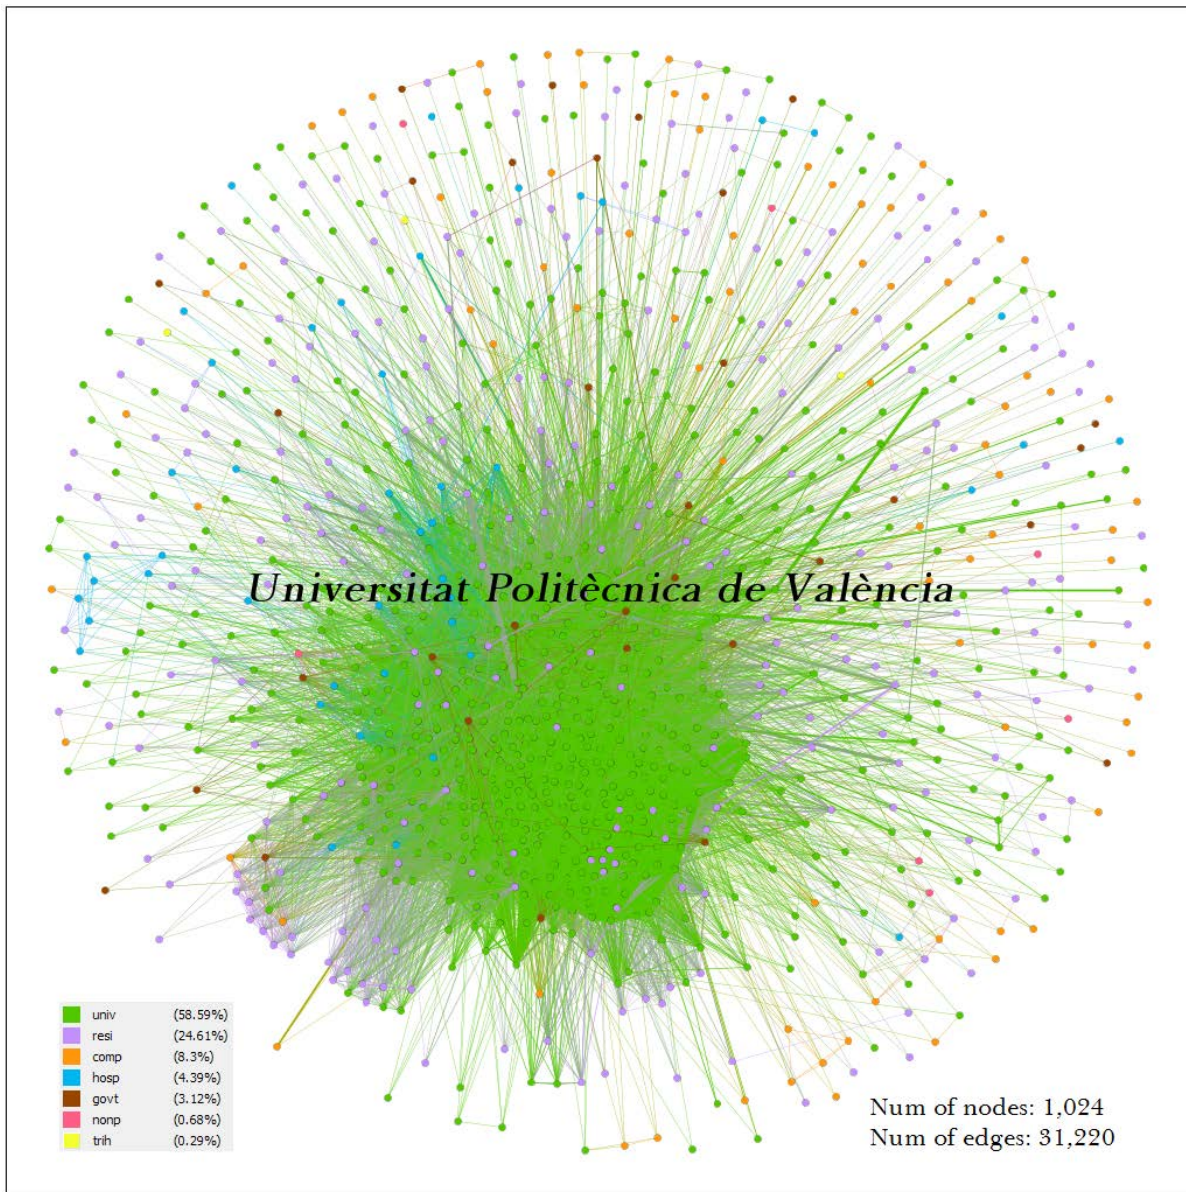 Universitat Politècnica de València
univ (58.59%)
resi (24.61%)
comp (8.3%)
hosp (4.39%)
govt (3.12%)
nonp (0.68%)
trih (0.29%)
Num of nodes: 1,024
Num of edges: 31,220